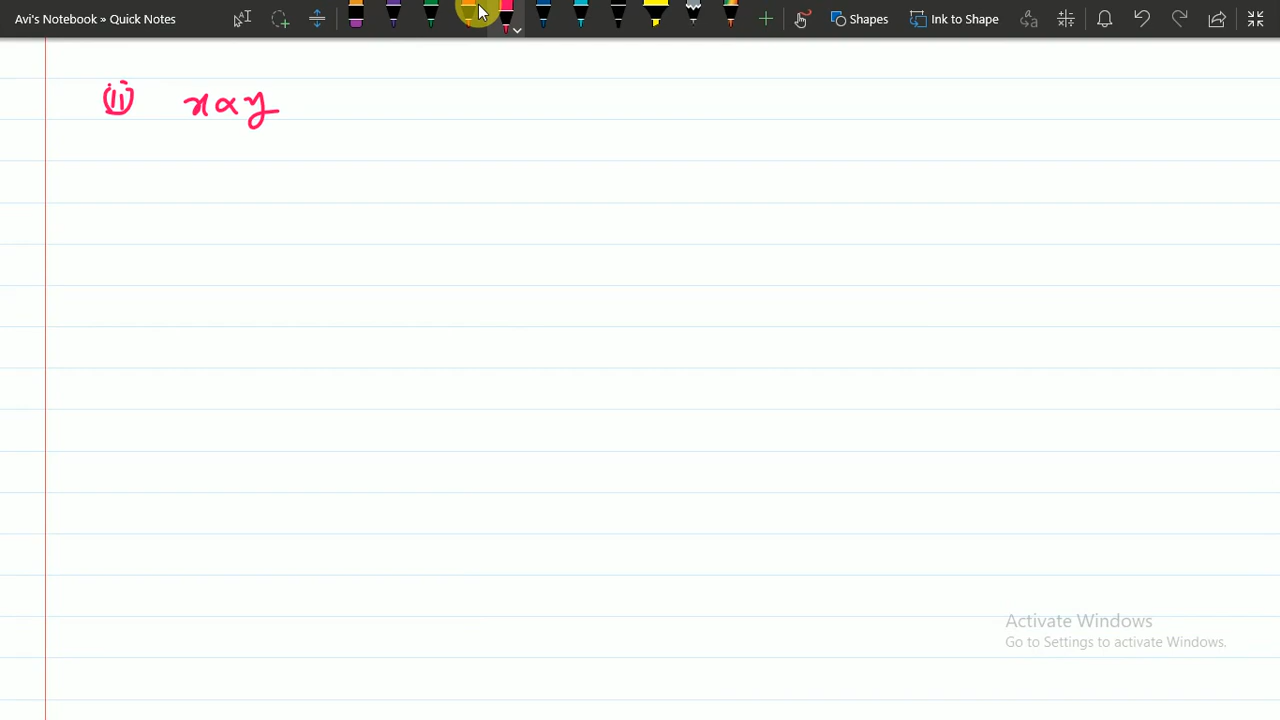 Avi's Notebook » Quick Notes Shapes Ink to Shape
(ii) x ∝ y
Activate Windows
Go to Settings to activate Windows.